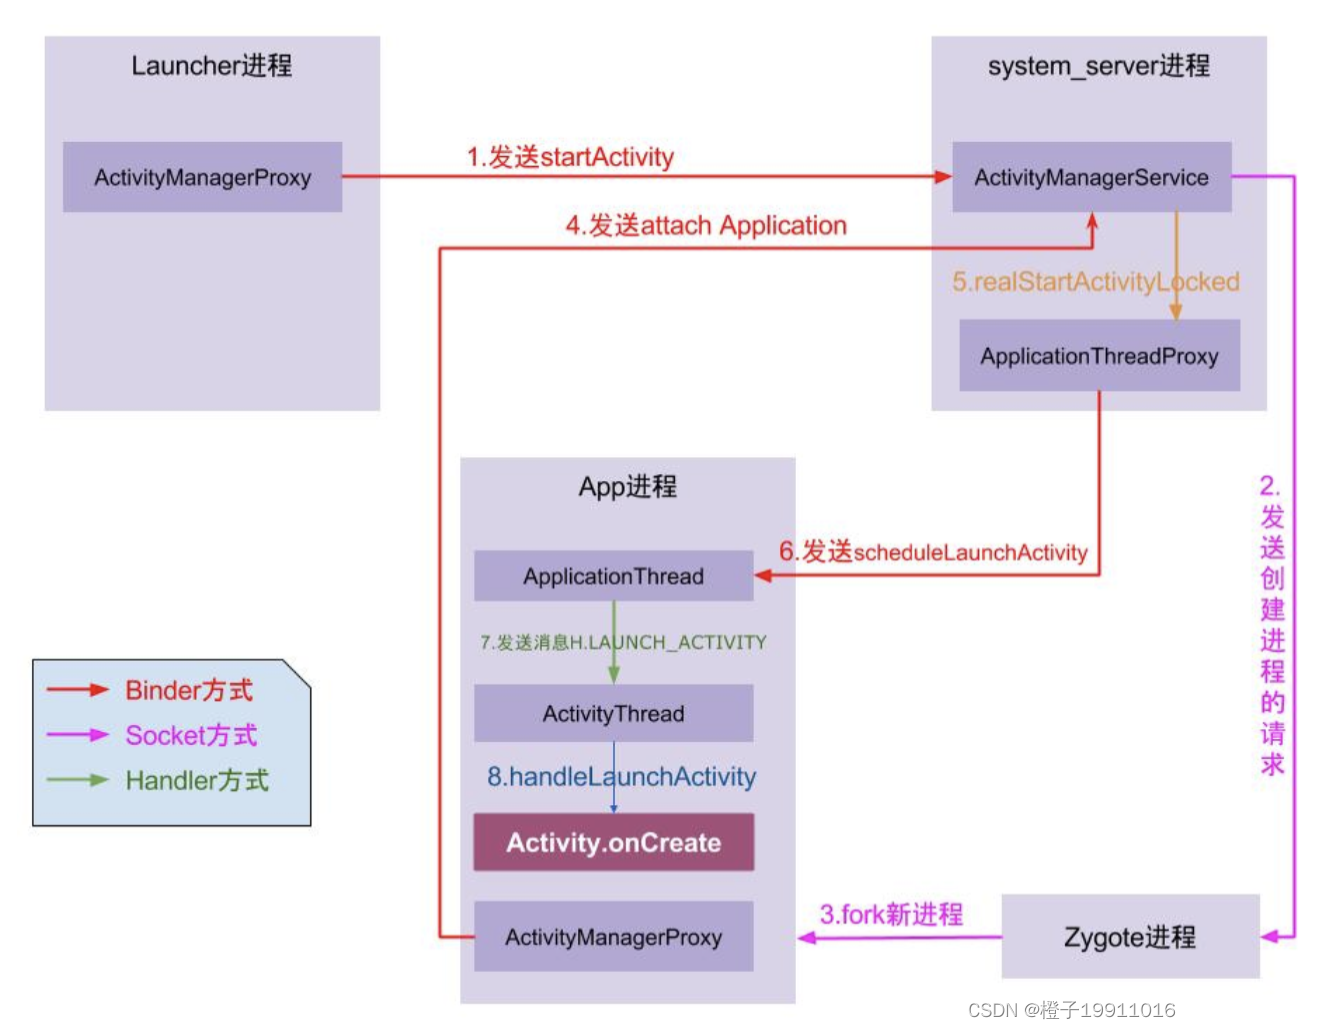 Launcher进程
system_server进程
ActivityManagerProxy
1.发送startActivity
ActivityManagerService
4.发送attach Application
5.realStartActivityLocked
ApplicationThreadProxy
2.发送创建进程的请求
App进程
6.发送scheduleLaunchActivity
ApplicationThread
7.发送消息H.LAUNCH_ACTIVITY
ActivityThread
8.handleLaunchActivity
Activity.onCreate
ActivityManagerProxy
3.fork新进程
Zygote进程
Binder方式
Socket方式
Handler方式
CSDN @橙子19911016